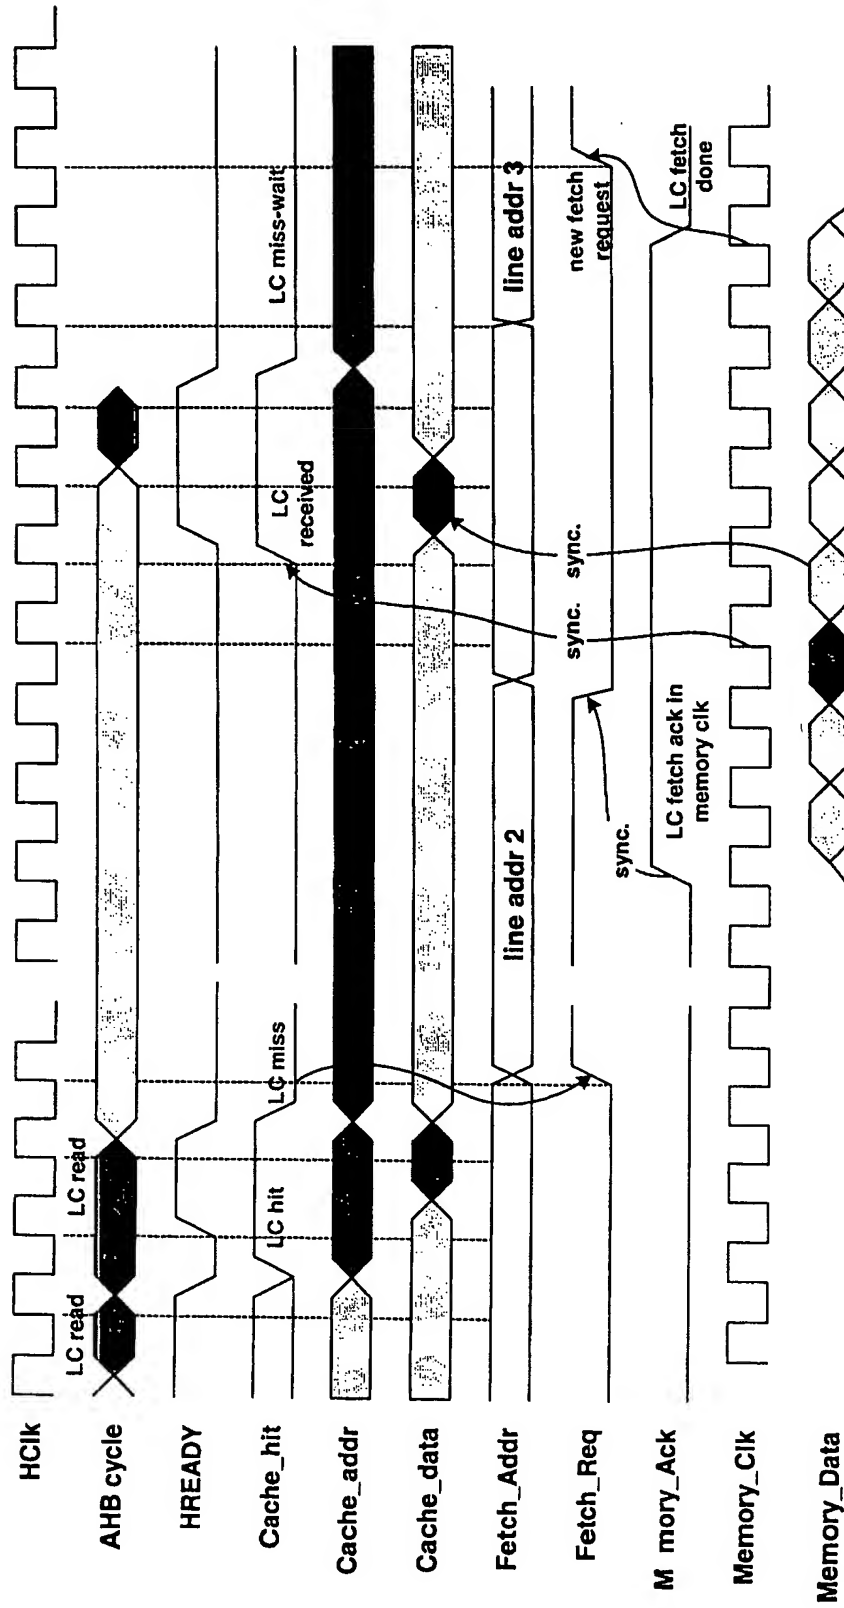 HClk
AHB cycle
LC read
LC read
HREADY
Cache_hit
LC hit
LC miss
LC
received
LC miss-wait
Cache_addr
Cache_data
Fetch_Addr
line addr 2
line addr 3
Fetch_Req
sync.
sync.
sync.
new fetch
request
M mory_Ack
LC fetch ack in
memory clk
LC fetch
done
Memory_Clk
Memory_Data